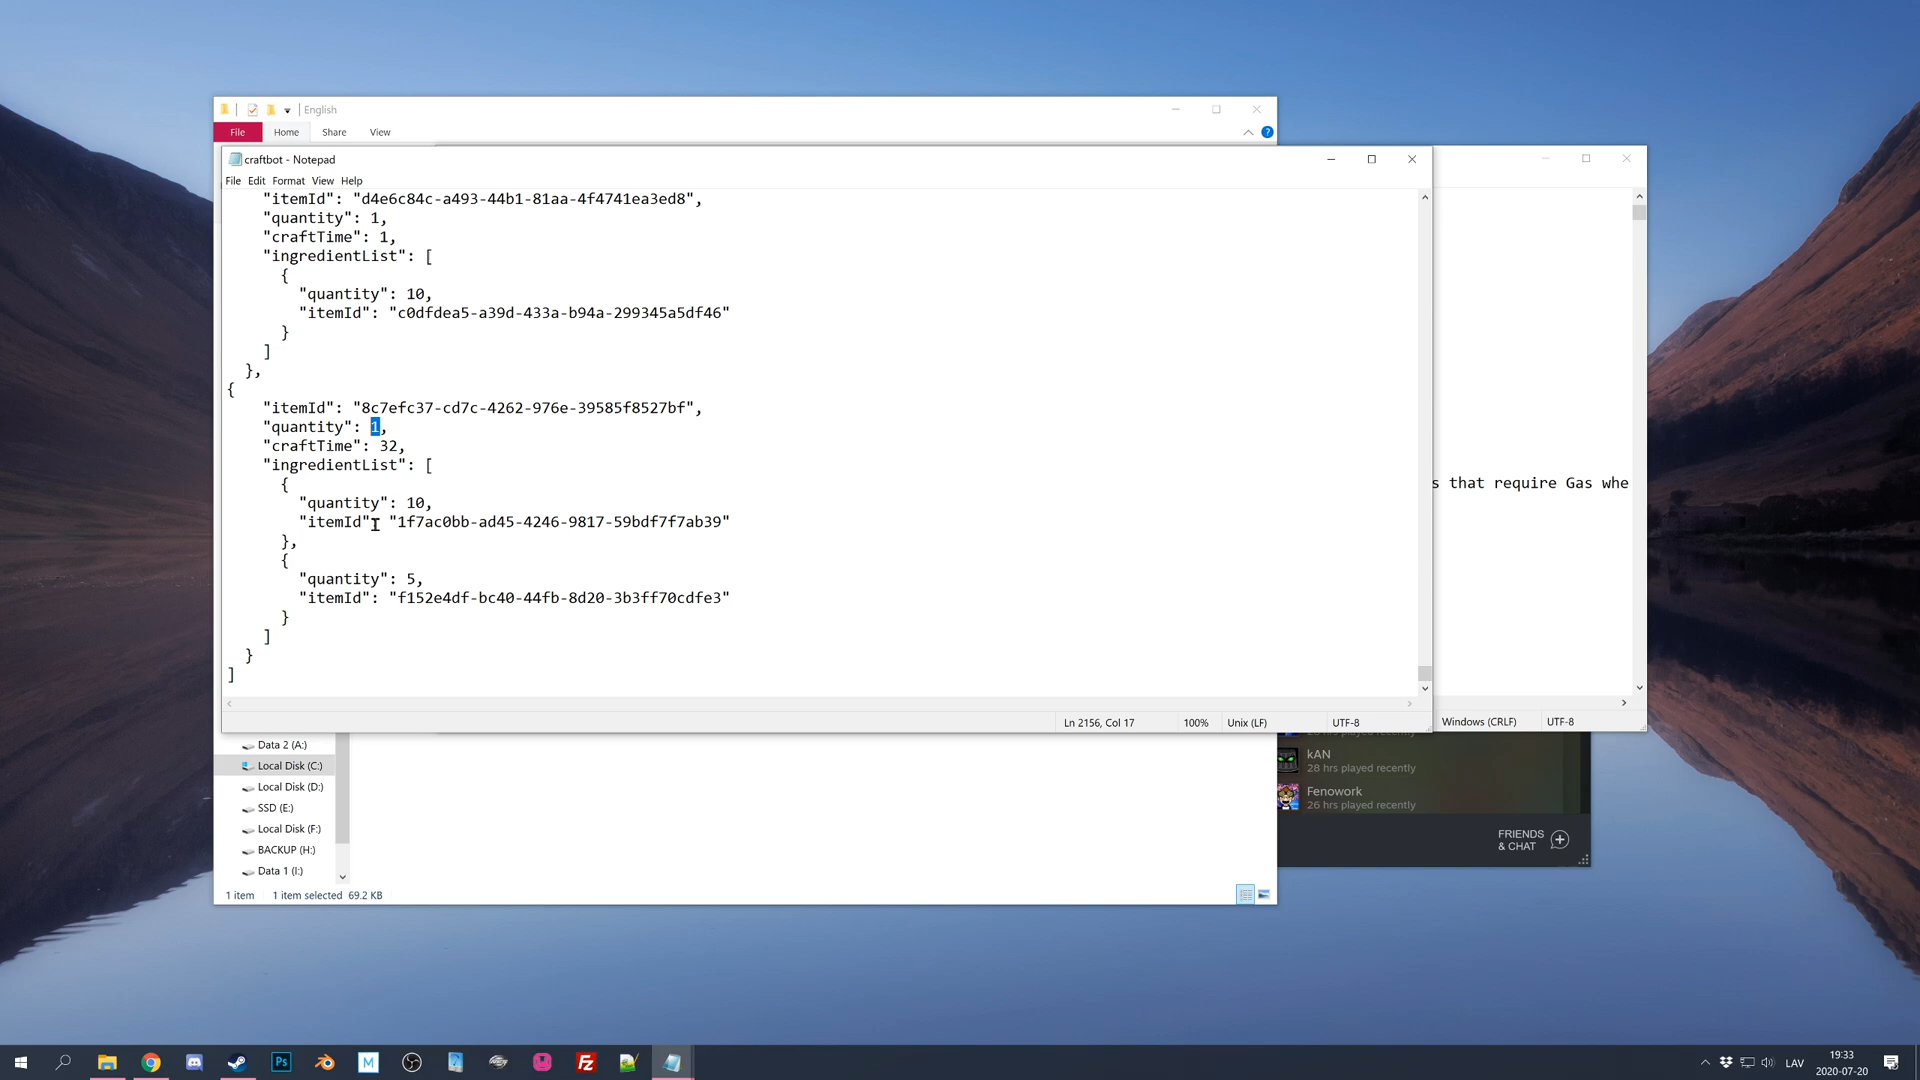 English
File Home Share View
craftbot - Notepad
File Edit Format View Help
"itemId": "d4e6c84c-a493-44b1-81aa-4f4741ea3ed8",
"quantity": 1,
"craftTime": 1,
"ingredientList": [
{
"quantity": 10,
"itemId": "c0dfdea5-a39d-433a-b94a-299345a5df46"
}
]
},
{
"itemId": "8c7efc37-cd7c-4262-976e-39585f8527bf",
"quantity": 1,
"craftTime": 32,
"ingredientList": [
{
"quantity": 10,
"itemId": "1f7ac0bb-ad45-4246-9817-59bdf7f7ab39"
},
{
"quantity": 5,
"itemId": "f152e4df-bc40-44fb-8d20-3b3ff70cdfe3"
}
]
}
]
s that require Gas whe
Ln 2156, Col 17 100% Unix (LF) UTF-8
Windows (CRLF) UTF-8
Data 2 (A:)
Local Disk (C:)
Local Disk (D:)
SSD (E:)
Local Disk (F:)
BACKUP (H:)
Data 1 (I:)
1 item 1 item selected 69.2 KB
kAN
28 hrs played recently
Fenowork
26 hrs played recently
FRIENDS
& CHAT
Ps
M
Fz
LAV
19:33
2020-07-20